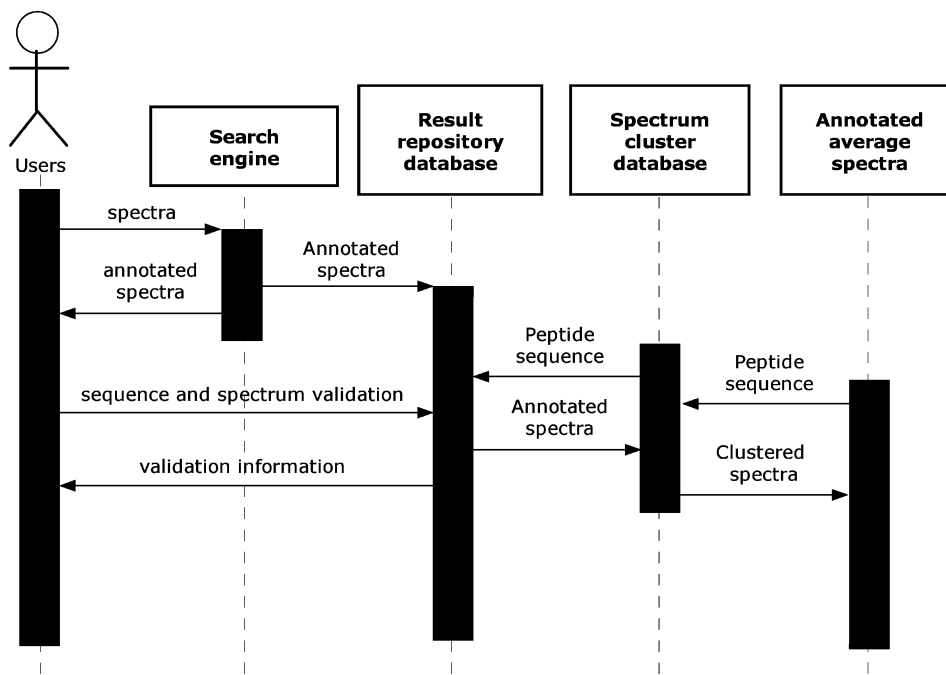 Users
Search
engine
Result
repository
database
Spectrum
cluster
database
Annotated
average
spectra
spectra
annotated
spectra
Annotated
spectra
Peptide
sequence
Peptide
sequence
sequence and spectrum validation
Annotated
spectra
validation information
Clustered
spectra